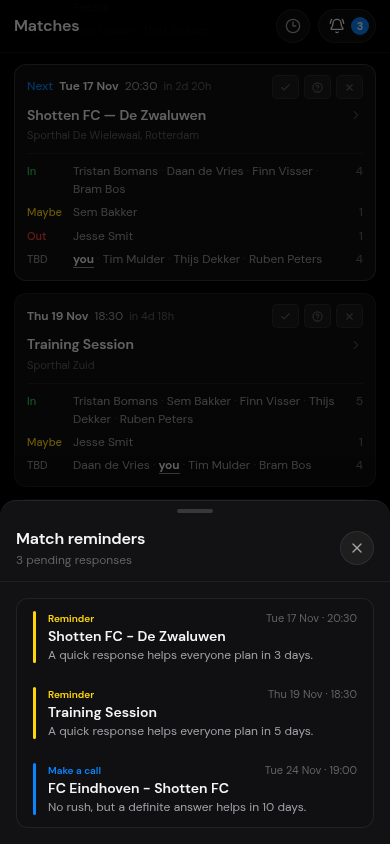 Matches
3
Next Tue 17 Nov 20:30 in 2d 20h
Shotten FC — De Zwaluwen
Sporthal De Wielewaal, Rotterdam
In Tristan Bomans · Daan de Vries · Finn Visser · 4
Bram Bos
Maybe Sem Bakker 1
Out Jesse Smit 1
TBD you · Tim Mulder · Thijs Dekker · Ruben Peters 4
Thu 19 Nov 18:30 in 4d 18h
Training Session
Sporthal Zuid
In Tristan Bomans · Sem Bakker · Finn Visser · Thijs 5
Dekker · Ruben Peters
Maybe Jesse Smit 1
TBD Daan de Vries · you · Tim Mulder · Bram Bos 4
Match reminders
3 pending responses
Reminder Tue 17 Nov · 20:30
Shotten FC - De Zwaluwen
A quick response helps everyone plan in 3 days.
Reminder Thu 19 Nov · 18:30
Training Session
A quick response helps everyone plan in 5 days.
Make a call Tue 24 Nov · 19:00
FC Eindhoven - Shotten FC
No rush, but a definite answer helps in 10 days.